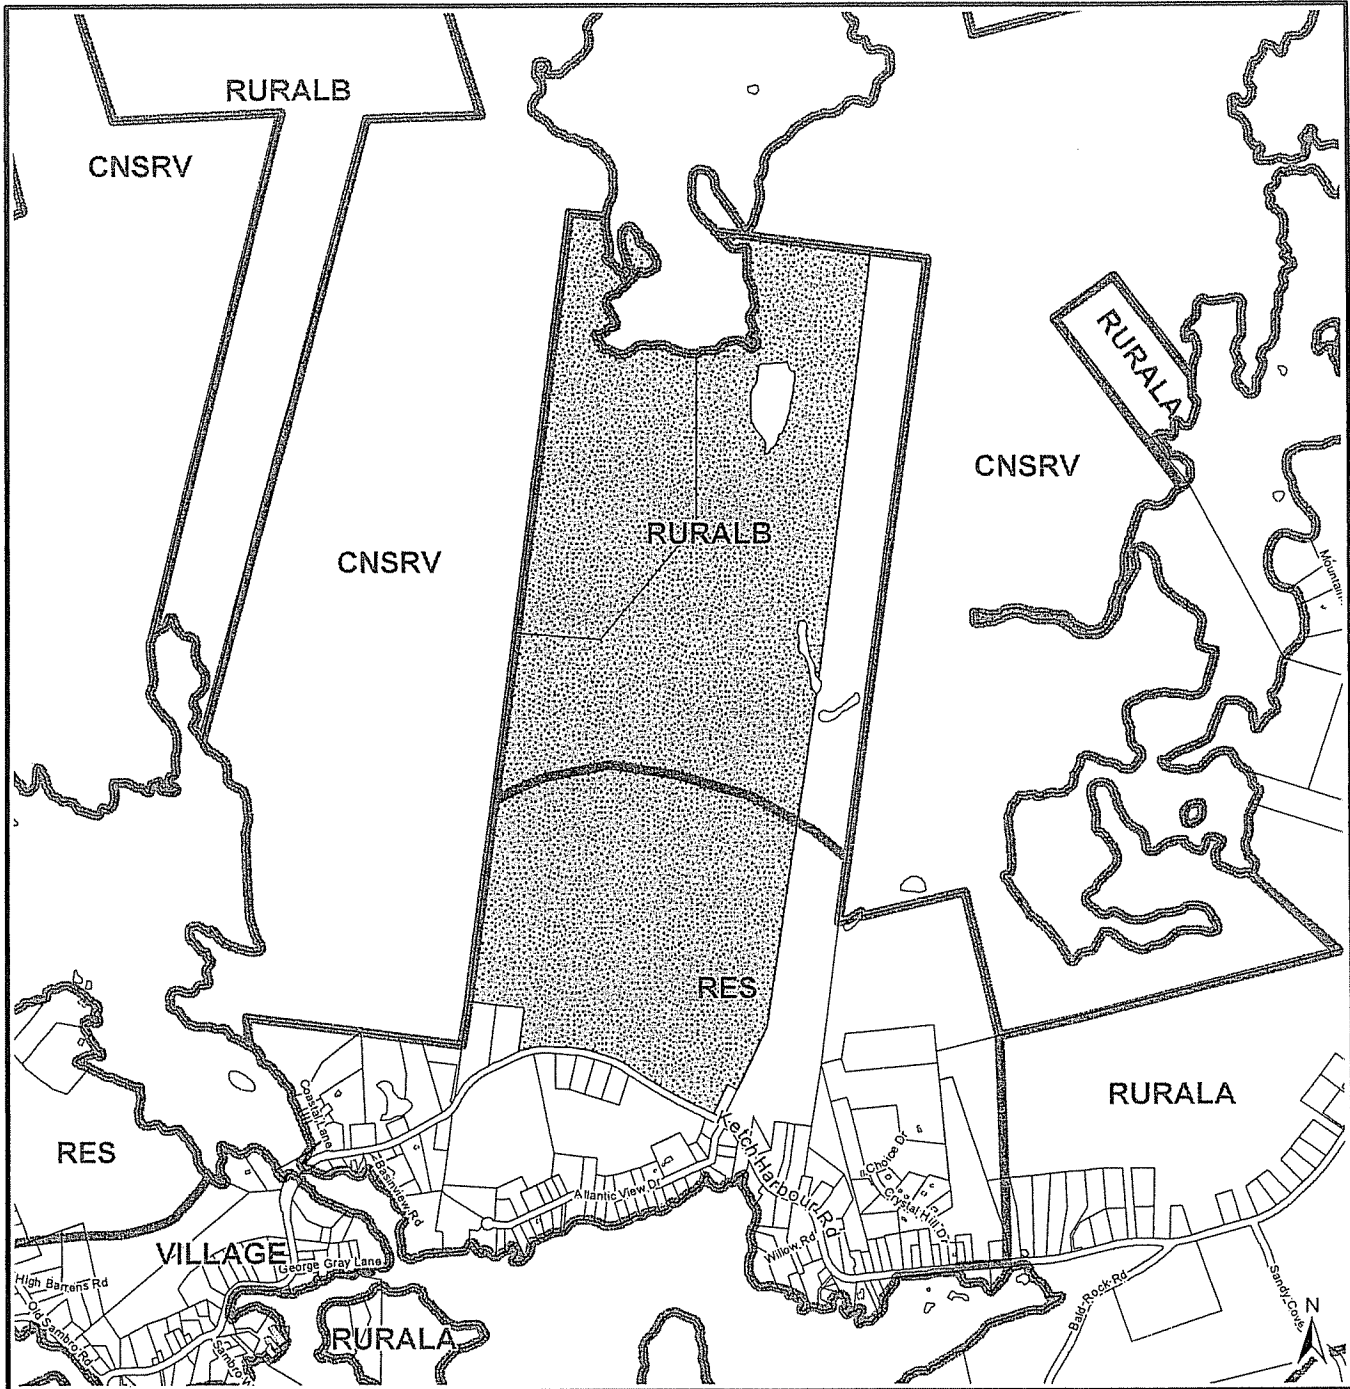 RURALB
CNSRV
RURALA
CNSRV
RURALB
CNSRV
RES
RURALA
RES
Coastal
Lane
Basinview Rd
Ketch Harbour Rd
Atlantic View Dr
Choice Dr
Crystal Hill Dr
Willow Rd
VILLAGE
George Gray Lane
High Barrens Rd
Old Sambro Rd
RURALA
Bald Rock Rd
Sandy Cove
N